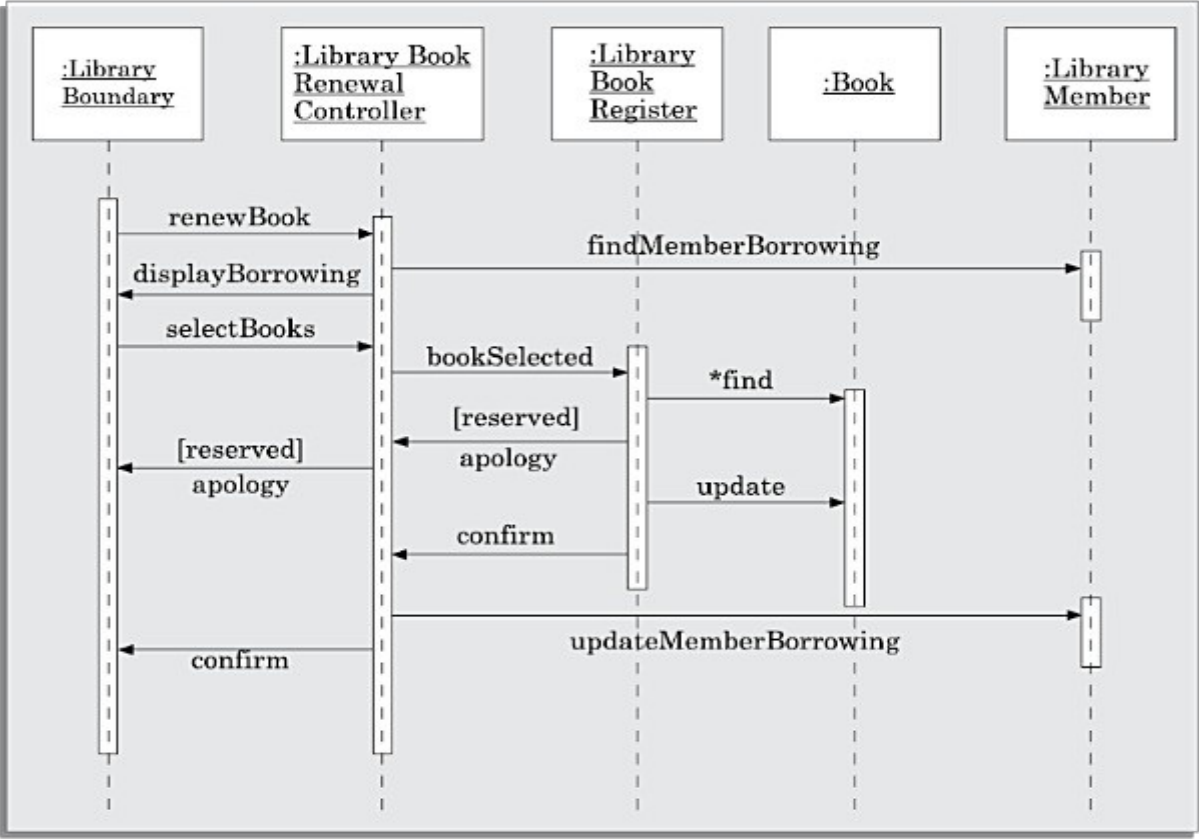 :Library
Boundary
:Library Book
Renewal
Controller
:Library
Book
Register
:Book
:Library
Member
renewBook
findMemberBorrowing
displayBorrowing
selectBooks
bookSelected
*find
[reserved]
apology
[reserved]
apology
update
confirm
updateMemberBorrowing
confirm